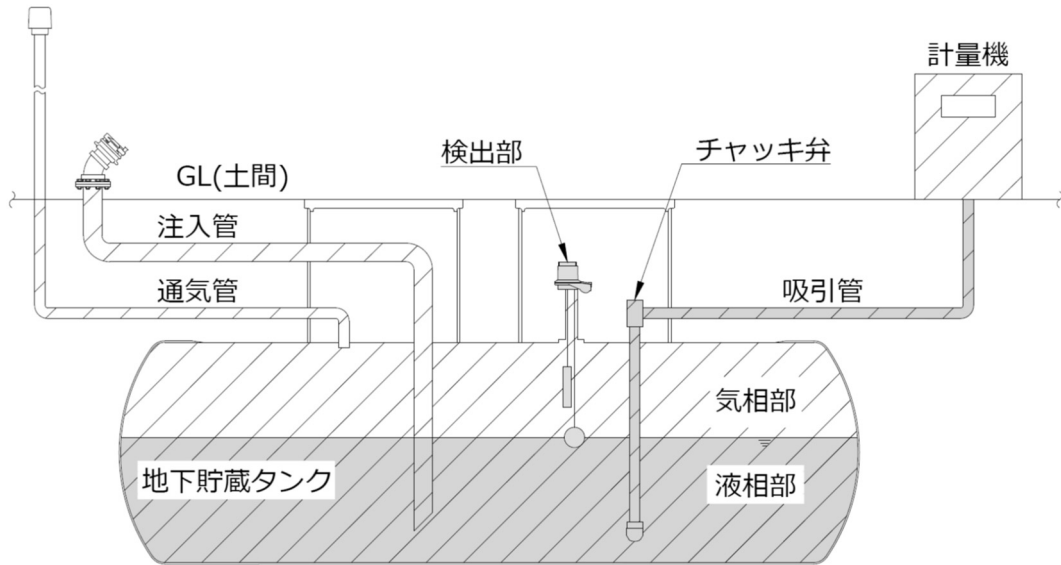 計量機
検出部
チャッキ弁
GL(土間)
注入管
通気管
吸引管
気相部
地下貯蔵タンク
液相部